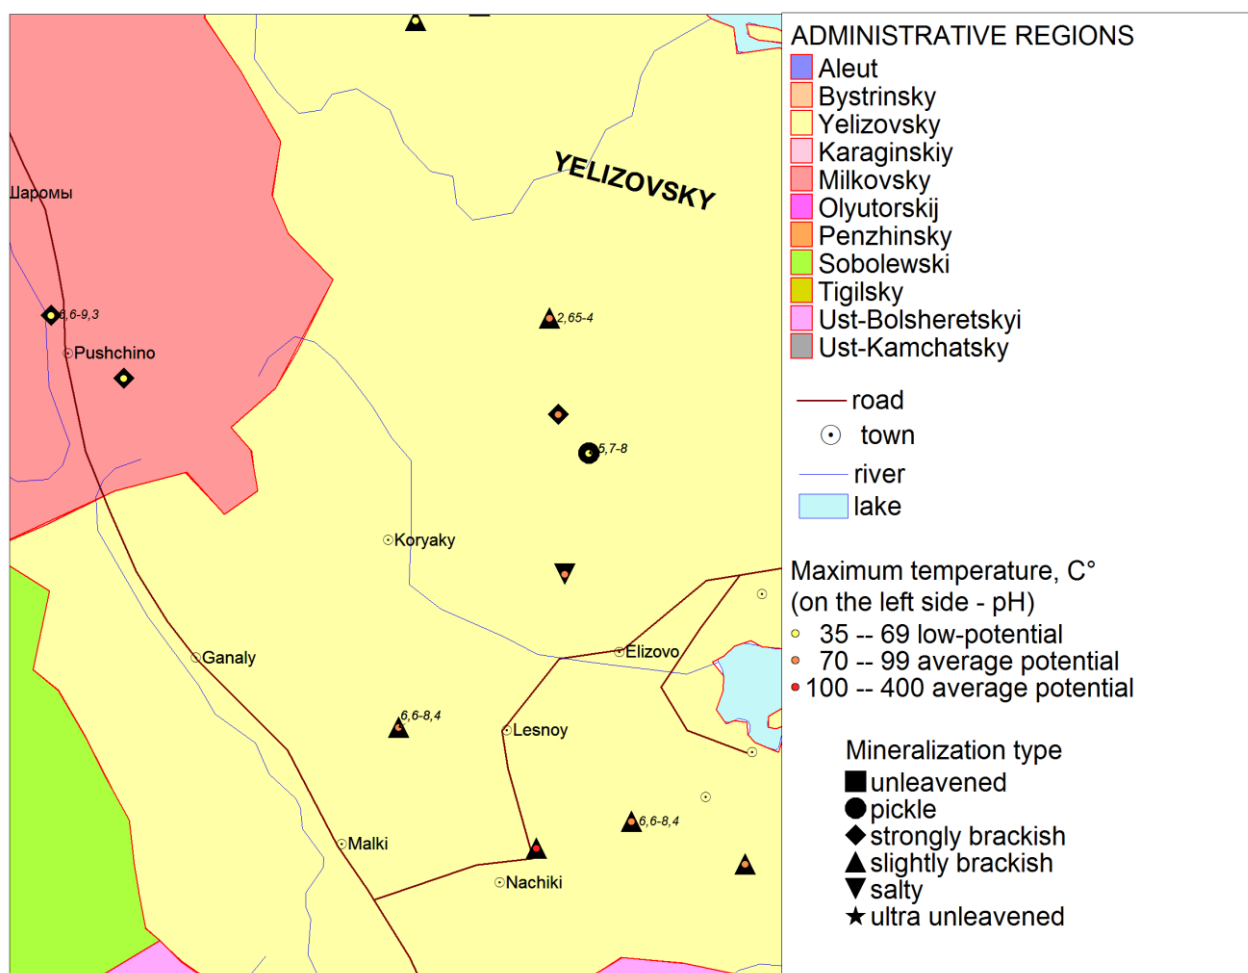 YELIZOVSKY
Шаромы
6,6-9,3
2,65-4
Pushchino
5,7-8
Koryaky
Elizovo
Ganaly
6,6-8,4
Lesnoy
6,6-8,4
Malki
Nachiki
ADMINISTRATIVE REGIONS
Aleut
Bystrinsky
Yelizovsky
Karaginskiy
Milkovsky
Olyutorskij
Penzhinsky
Sobolewski
Tigilsky
Ust-Bolsheretskyi
Ust-Kamchatsky
road
town
river
lake
Maximum temperature, C°
(on the left side - pH)
35 -- 69 low-potential
70 -- 99 average potential
100 -- 400 average potential
Mineralization type
unleavened
pickle
strongly brackish
slightly brackish
salty
ultra unleavened